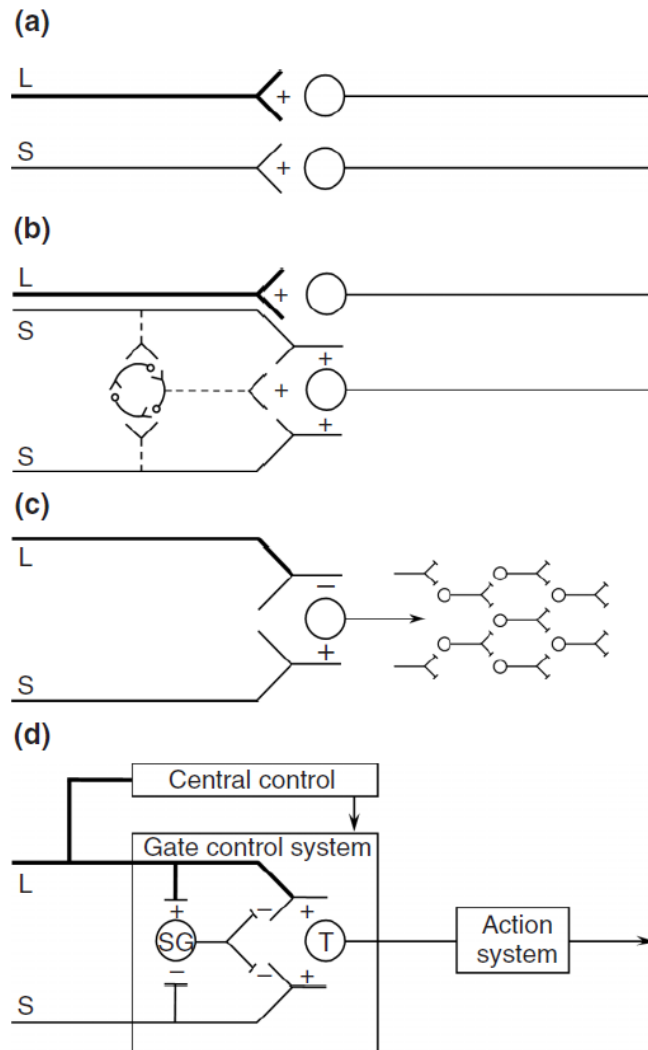 (a)
L
+
S
+
(b)
L
+
S
+
+
+
S
(c)
L
−
+
S
(d)
Central control
Gate control system
L
+ − +
SG T Action
system
− − +
S